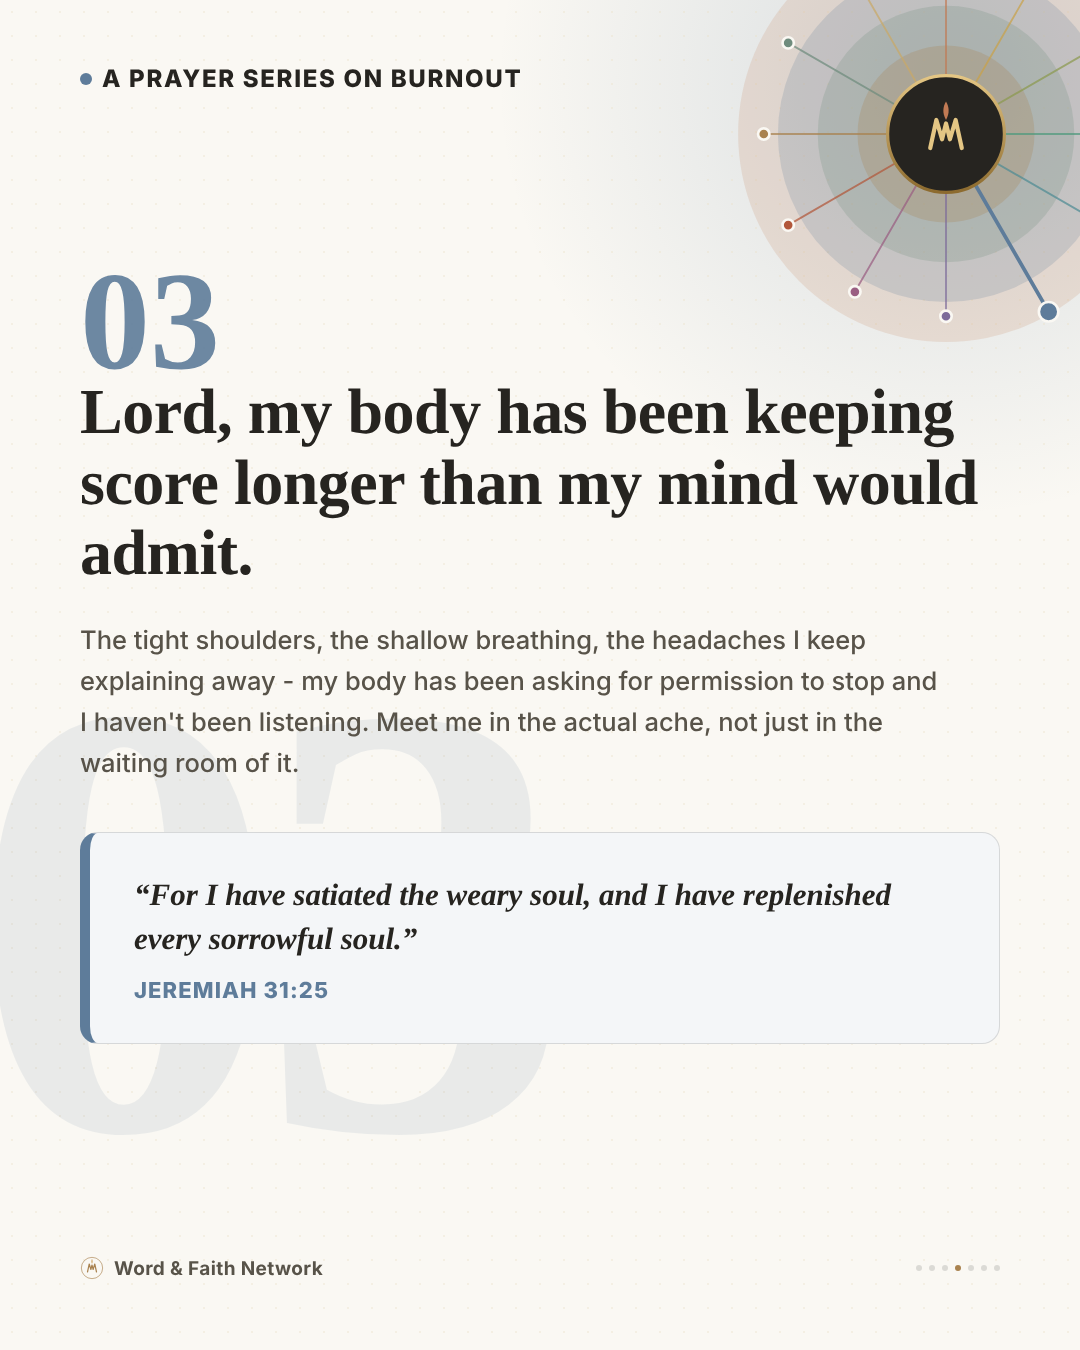 A PRAYER SERIES ON BURNOUT
03
Lord, my body has been keeping
score longer than my mind would
admit.
The tight shoulders, the shallow breathing, the headaches I keep
explaining away - my body has been asking for permission to stop and
I haven't been listening. Meet me in the actual ache, not just in the
waiting room of it.
03
“For I have satiated the weary soul, and I have replenished
every sorrowful soul.”
JEREMIAH 31:25
Word & Faith Network